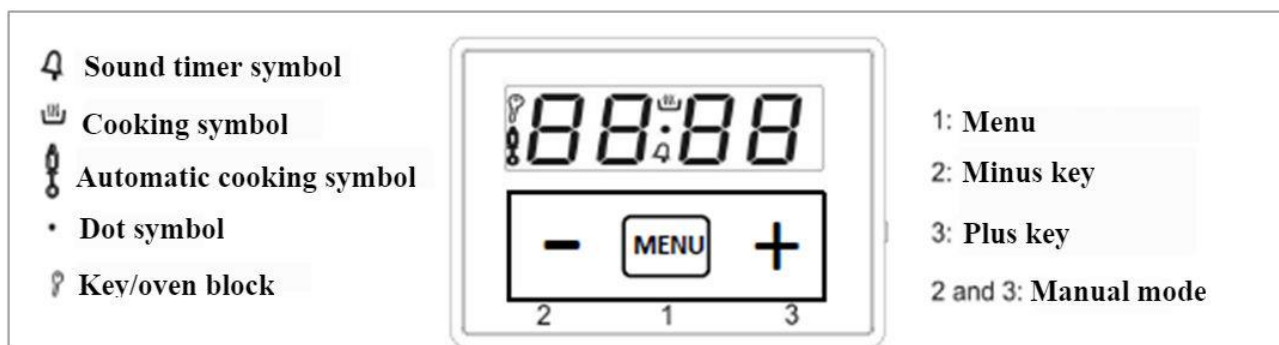 Sound timer symbol
Cooking symbol
Automatic cooking symbol
Dot symbol
Key/oven block
88:88
- MENU +
2 1 3
1: Menu
2: Minus key
3: Plus key
2 and 3: Manual mode